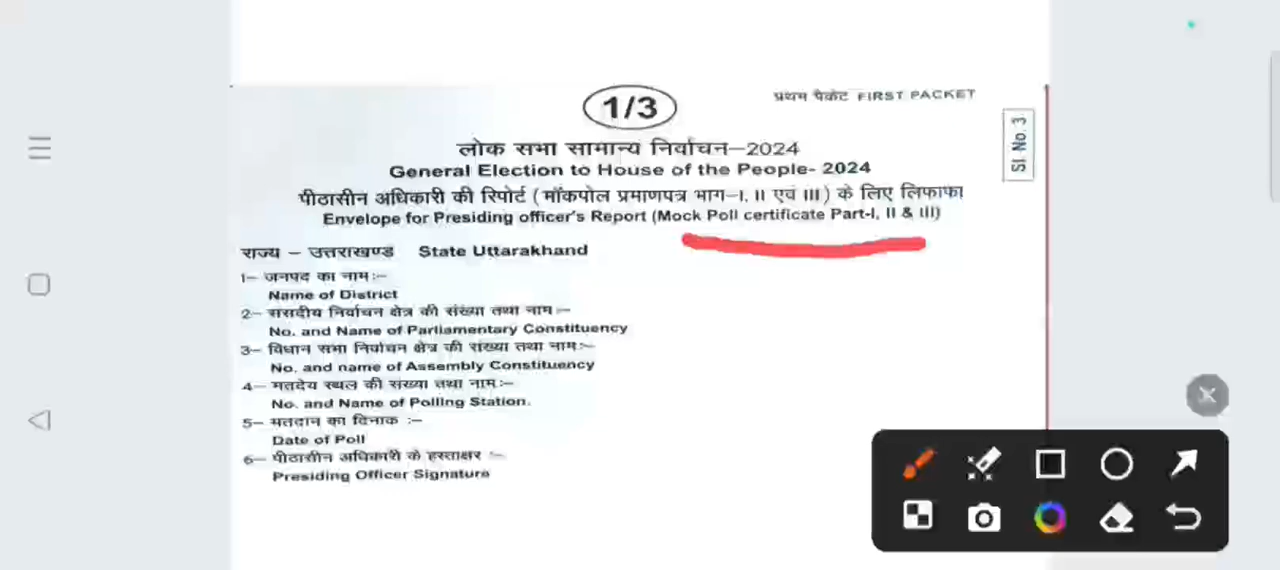 प्रथम पैकेट FIRST PACKET
1/3
Sl No. 3
लोक सभा सामान्य निर्वाचन–2024
General Election to House of the People- 2024
पीठासीन अधिकारी की रिपोर्ट (मॉकपोल प्रमाणपत्र भाग–I, II एवं III) के लिए लिफाफा
Envelope for Presiding officer's Report (Mock Poll certificate Part-I, II & III)
राज्य – उत्तराखण्ड State Uttarakhand
1– जनपद का नाम:–
Name of District
2– संसदीय निर्वाचन क्षेत्र की संख्या तथा नाम:–
No. and Name of Parliamentary Constituency
3– विधान सभा निर्वाचन क्षेत्र की संख्या तथा नाम:–
No. and name of Assembly Constituency
4– मतदेय स्थल की संख्या तथा नाम:–
No. and Name of Polling Station.
5– मतदान का दिनांक :–
Date of Poll
6– पीठासीन अधिकारी के हस्ताक्षर :–
Presiding Officer Signature